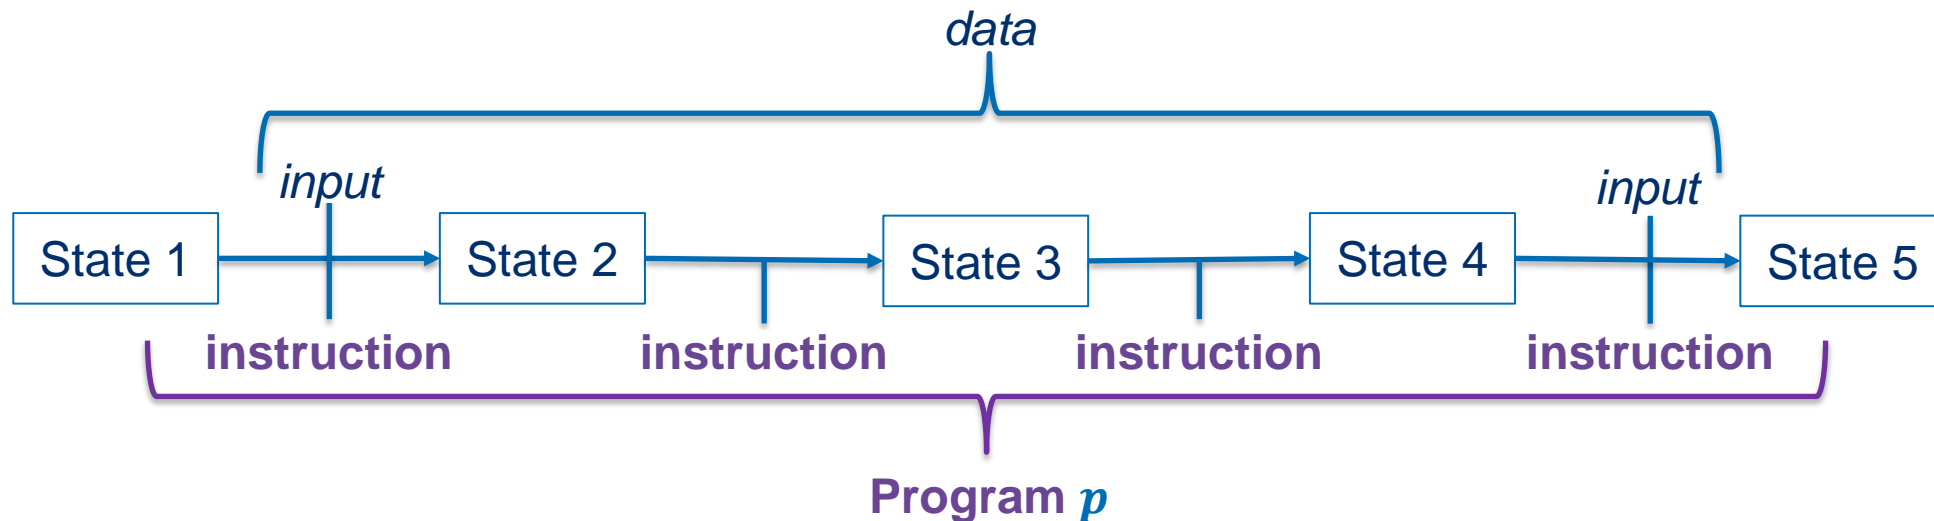 data
input
input
State 1
State 2
State 3
State 4
State 5
instruction
instruction
instruction
instruction
Program p